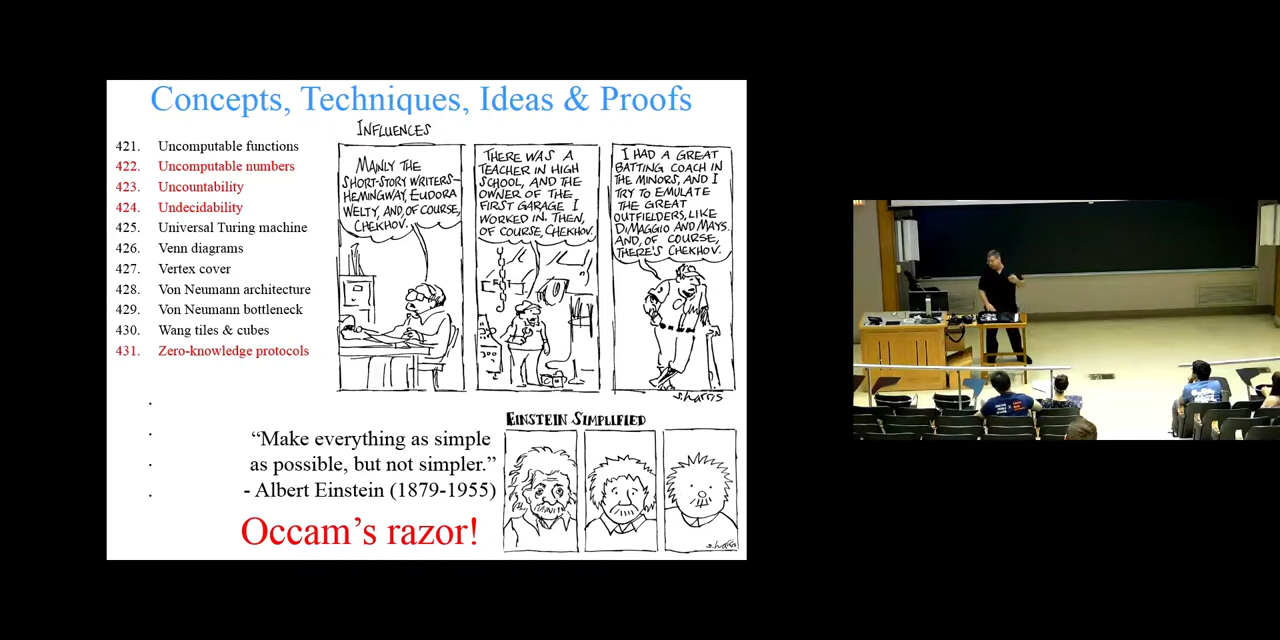 Concepts, Techniques, Ideas & Proofs
421. Uncomputable functions
422. Uncomputable numbers
423. Uncountability
424. Undecidability
425. Universal Turing machine
426. Venn diagrams
427. Vertex cover
428. Von Neumann architecture
429. Von Neumann bottleneck
430. Wang tiles & cubes
431. Zero-knowledge protocols
.
.
.
.
INFLUENCES
MAINLY THE
SHORT-STORY WRITERS—
HEMINGWAY, EUDORA
WELTY, AND, OF COURSE,
CHEKHOV.
THERE WAS A
TEACHER IN HIGH
SCHOOL, AND THE
OWNER OF THE
FIRST GARAGE I
WORKED IN. THEN,
OF COURSE, CHEKHOV.
I HAD A GREAT
BATTING COACH IN
THE MINORS, AND I
TRY TO EMULATE
THE GREAT
OUTFIELDERS, LIKE
DIMAGGIO AND MAYS.
AND, OF COURSE,
THERE'S CHEKHOV.
S. HARRIS
“Make everything as simple
as possible, but not simpler.”
- Albert Einstein (1879-1955)
Occam’s razor!
EINSTEIN SIMPLIFIED
S. HARRIS